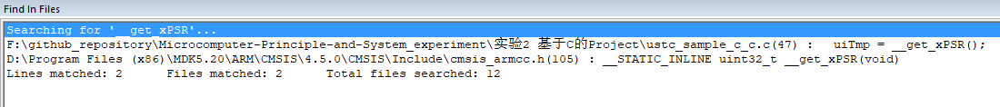 Find In Files
Searching for '__get_xPSR'...
F:\github_repository\Microcomputer-Principle-and-System_experiment\实验2 基于C的Project\ustc_sample_c_c.c(47) :   uiTmp = __get_xPSR();
D:\Program Files (x86)\MDK5.20\ARM\CMSIS\4.5.0\CMSIS\Include\cmsis_armcc.h(105) : __STATIC_INLINE uint32_t __get_xPSR(void)
Lines matched: 2      Files matched: 2      Total files searched: 12